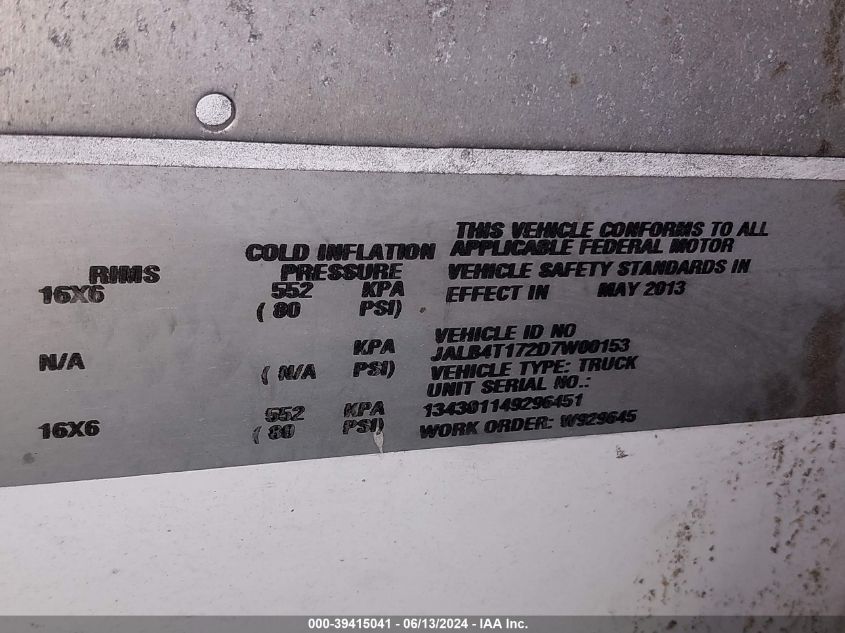 THIS VEHICLE CONFORMS TO ALL
COLD INFLATION APPLICABLE FEDERAL MOTOR
RIMS PRESSURE VEHICLE SAFETY STANDARDS IN
16X6 552 KPA EFFECT IN MAY 2013
( 80 PSI)
VEHICLE ID NO
N/A KPA JALB4T172D7W00153
( N/A PSI) VEHICLE TYPE: TRUCK
UNIT SERIAL NO.:
552 KPA 134301149296451
16X6 ( 80 PSI) WORK ORDER: W929645
000-39415041 - 06/13/2024 - IAA Inc.